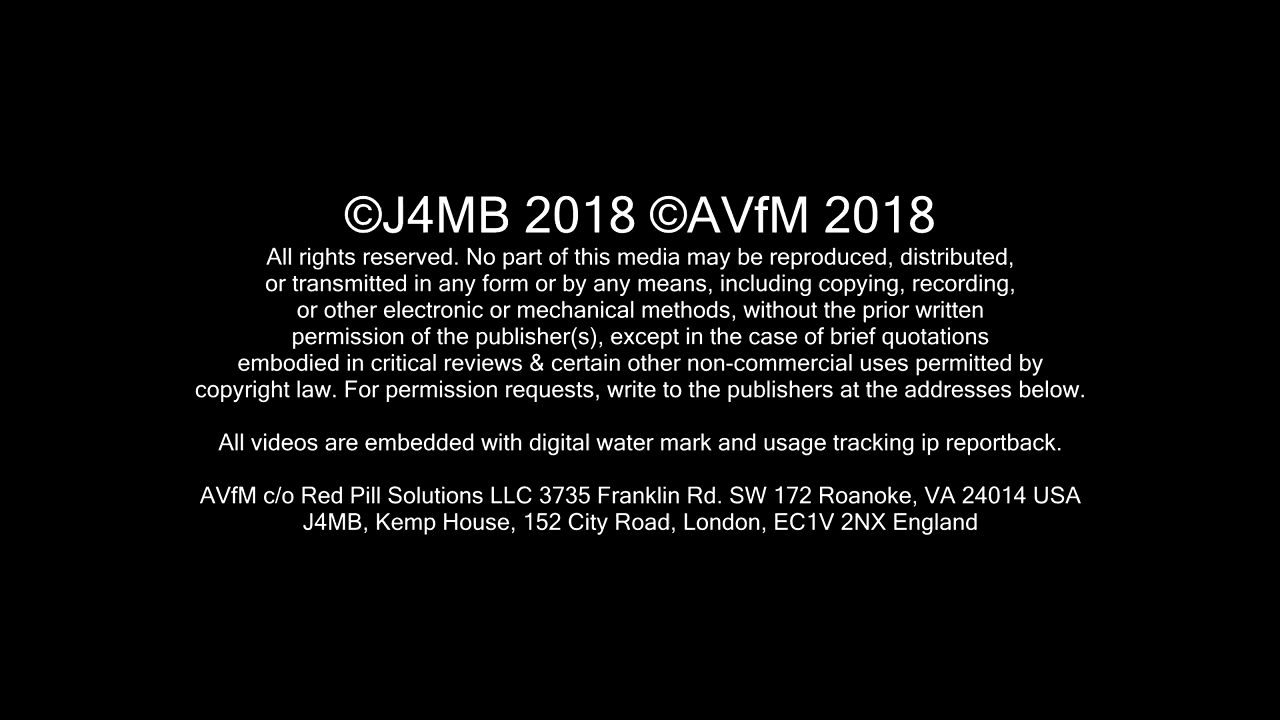 ©J4MB 2018 ©AVfM 2018
All rights reserved. No part of this media may be reproduced, distributed,
or transmitted in any form or by any means, including copying, recording,
or other electronic or mechanical methods, without the prior written
permission of the publisher(s), except in the case of brief quotations
embodied in critical reviews & certain other non-commercial uses permitted by
copyright law. For permission requests, write to the publishers at the addresses below.
All videos are embedded with digital water mark and usage tracking ip reportback.
AVfM c/o Red Pill Solutions LLC 3735 Franklin Rd. SW 172 Roanoke, VA 24014 USA
J4MB, Kemp House, 152 City Road, London, EC1V 2NX England